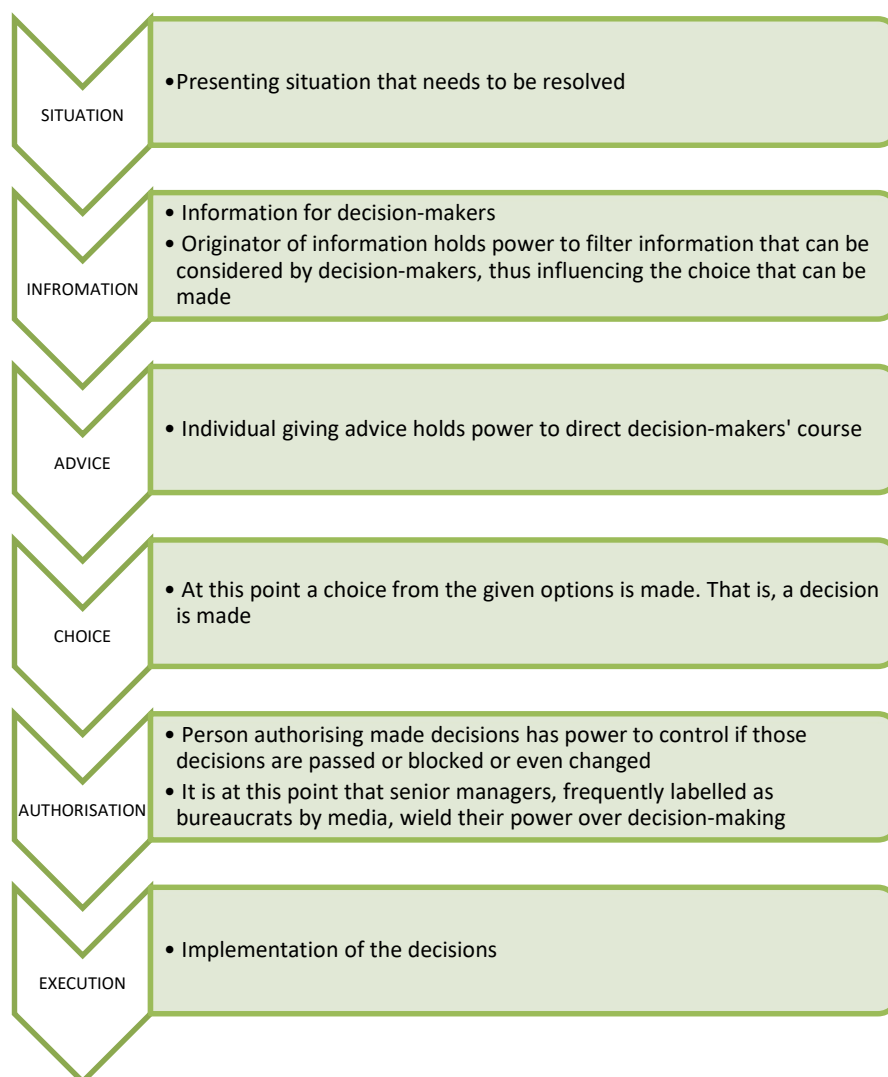 SITUATION
•Presenting situation that needs to be resolved
INFROMATION
• Information for decision-makers
• Originator of information holds power to filter information that can be
considered by decision-makers, thus influencing the choice that can be
made
ADVICE
• Individual giving advice holds power to direct decision-makers' course
CHOICE
• At this point a choice from the given options is made. That is, a decision
is made
AUTHORISATION
• Person authorising made decisions has power to control if those
decisions are passed or blocked or even changed
• It is at this point that senior managers, frequently labelled as
bureaucrats by media, wield their power over decision-making
EXECUTION
• Implementation of the decisions